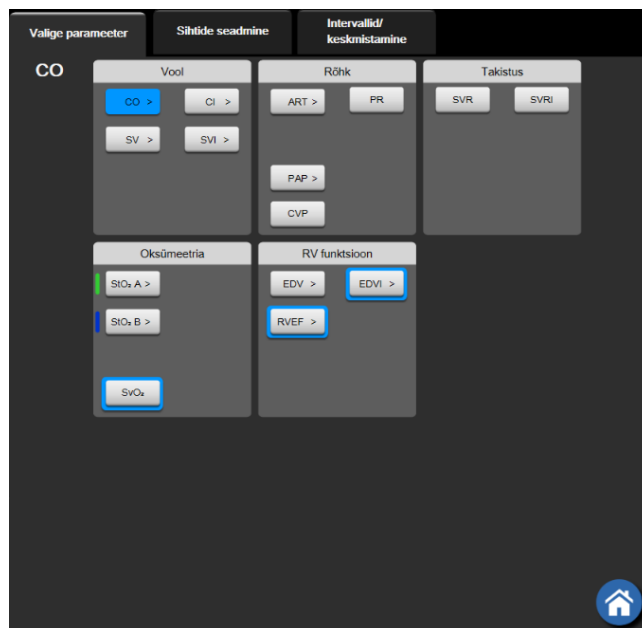 Valige parameeter
Sihtide seadmine
Intervallid/
keskmistamine
CO
Vool
CO >
CI >
SV >
SVI >
Rõhk
ART >
PR
PAP >
CVP
Takistus
SVR
SVRI
Oksümeetria
StO₂ A >
StO₂ B >
SvO₂
RV funktsioon
EDV >
EDVI >
RVEF >